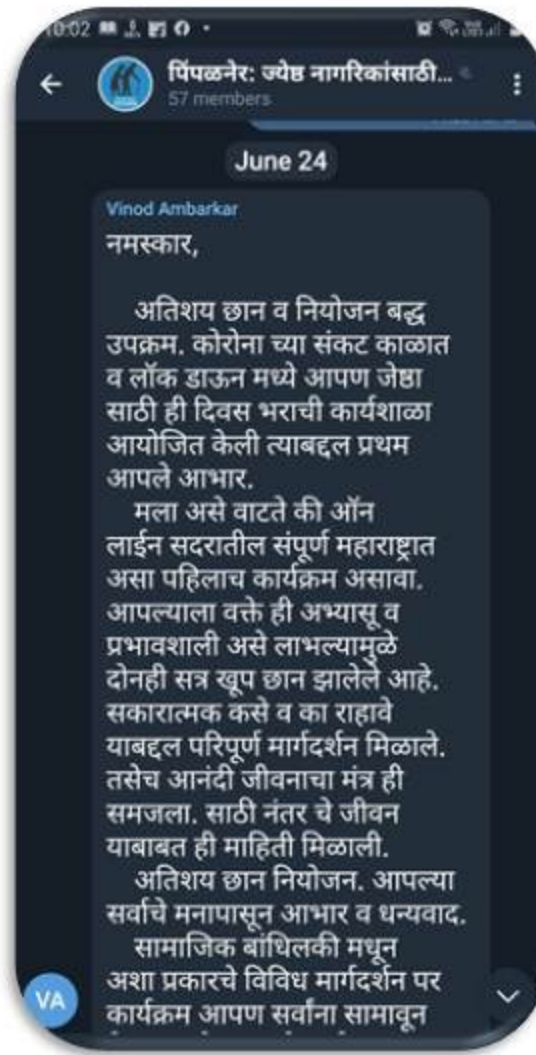 10:02
पिंपळनेर: ज्येष्ठ नागरिकांसाठी...
57 members
June 24
Vinod Ambarkar
नमस्कार,
अतिशय छान व नियोजन बद्ध
उपक्रम. कोरोना च्या संकट काळात
व लॉक डाऊन मध्ये आपण जेष्ठा
साठी ही दिवस भराची कार्यशाळा
आयोजित केली त्याबद्दल प्रथम
आपले आभार.
मला असे वाटते की ऑन
लाईन सदरातील संपूर्ण महाराष्ट्रात
असा पहिलाच कार्यक्रम असावा.
आपल्याला वक्ते ही अभ्यासू व
प्रभावशाली असे लाभल्यामुळे
दोनही सत्र खूप छान झालेले आहे.
सकारात्मक कसे व का राहावे
याबद्दल परिपूर्ण मार्गदर्शन मिळाले.
तसेच आनंदी जीवनाचा मंत्र ही
समजला. साठी नंतर चे जीवन
याबाबत ही माहिती मिळाली.
अतिशय छान नियोजन. आपल्या
सर्वाचे मनापासून आभार व धन्यवाद.
सामाजिक बांधिलकी मधून
अशा प्रकारचे विविध मार्गदर्शन पर
कार्यक्रम आपण सर्वांना सामावून
VA